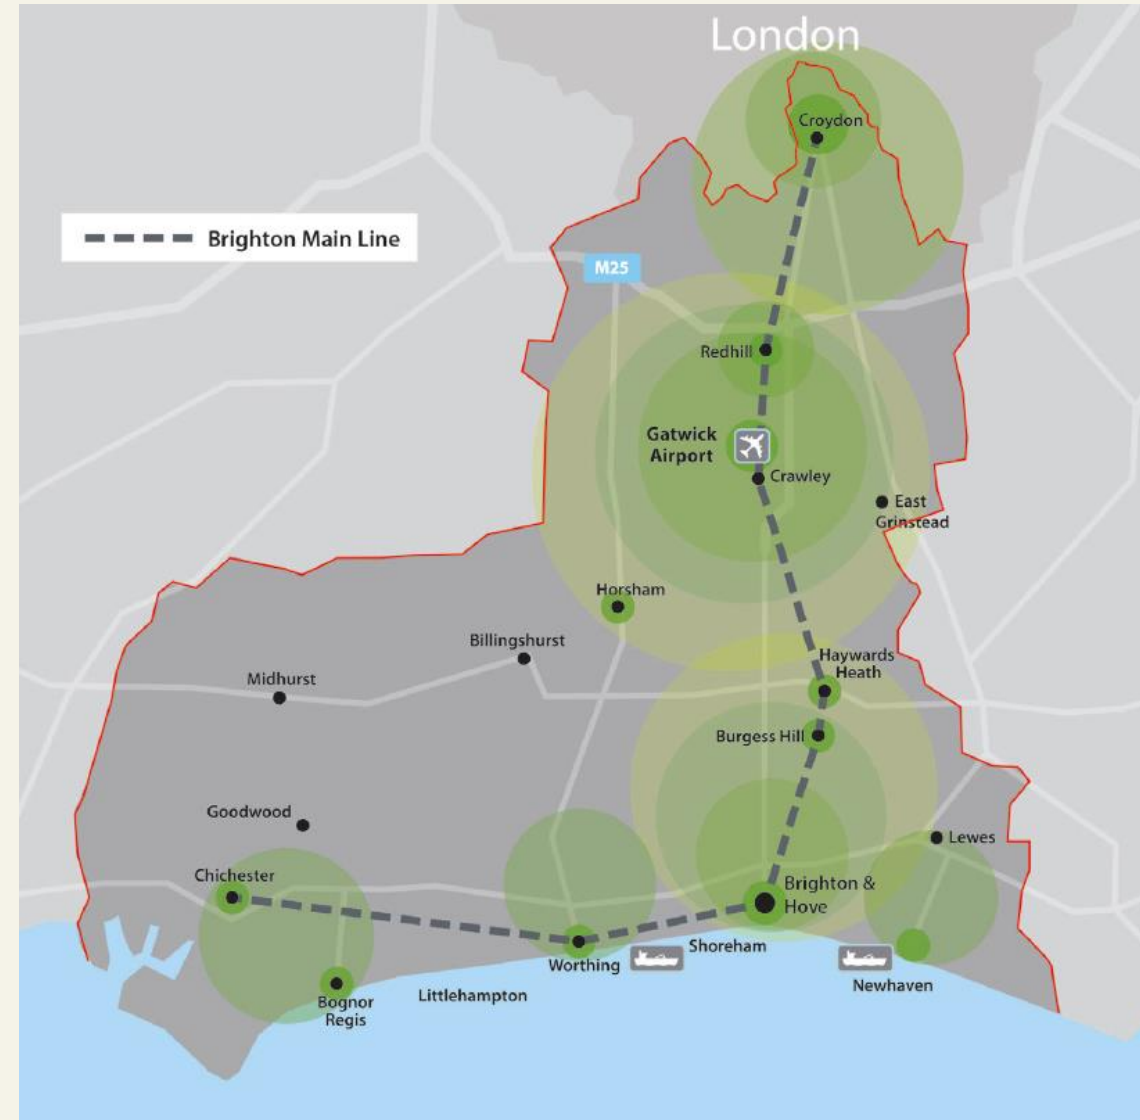 London
Croydon
Brighton Main Line
M25
Redhill
Gatwick
Airport
Crawley
East
Grinstead
Horsham
Billingshurst
Haywards
Heath
Midhurst
Burgess Hill
Goodwood
Lewes
Chichester
Brighton &
Hove
Shoreham
Worthing
Newhaven
Littlehampton
Bognor
Regis